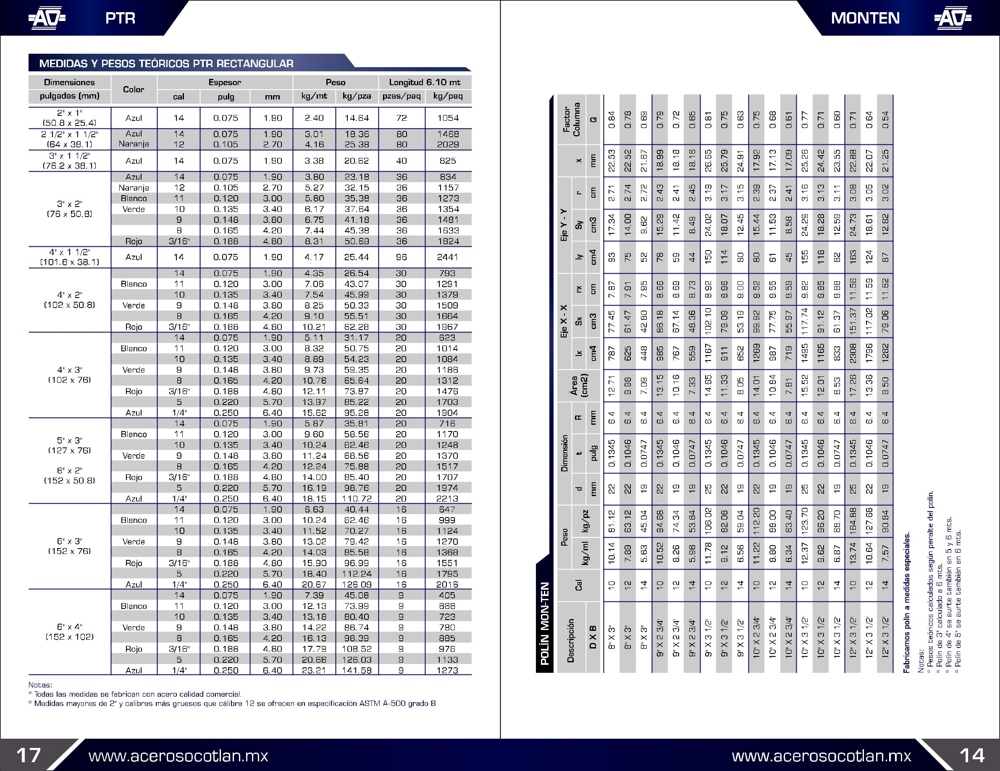 PTR
MEDIDAS Y PESOS TEÓRICOS PTR RECTANGULAR
Dimensiones Color Espesor Peso Longitud 6.10 mt
pulgadas (mm) cal pulg mm kg/mt kg/pza pzas/paq kg/paq
2" x 1"
(50.8 x 25.4)
Azul 14 0.075 1.90 2.40 14.64 72 1054
2 1/2" x 1 1/2"
(64 x 38.1)
Azul 14 0.075 1.90 3.01 18.36 80 1468
Naranja 12 0.105 2.70 4.16 25.38 80 2029
3" x 1 1/2"
(76.2 x 38.1)
Azul 14 0.075 1.90 3.38 20.62 40 825
3" x 2"
(76 x 50.8)
Azul 14 0.075 1.90 3.80 23.18 36 834
Naranja 12 0.105 2.70 5.27 32.15 36 1157
Blanco 11 0.120 3.00 5.80 35.38 36 1273
Verde 10 0.135 3.40 6.17 37.64 36 1354
9 0.148 3.80 6.75 41.18 36 1481
8 0.165 4.20 7.44 45.38 36 1633
Rojo 3/16" 0.188 4.80 8.31 50.69 36 1824
4" x 1 1/2"
(101.6 x 38.1)
Azul 14 0.075 1.90 4.17 25.44 96 2441
4" x 2"
(102 x 50.8)
14 0.075 1.90 4.35 26.54 30 793
Blanco 11 0.120 3.00 7.06 43.07 30 1291
10 0.135 3.40 7.54 45.99 30 1379
Verde 9 0.148 3.80 8.25 50.33 30 1509
8 0.165 4.20 9.10 55.51 30 1664
Rojo 3/16" 0.188 4.80 10.21 62.28 30 1967
4" x 3"
(102 x 76)
14 0.075 1.90 5.11 31.17 20 623
Blanco 11 0.120 3.00 8.32 50.75 20 1014
10 0.135 3.40 8.89 54.23 20 1084
Verde 9 0.148 3.80 9.73 59.35 20 1186
8 0.165 4.20 10.76 65.64 20 1312
Rojo 3/16" 0.188 4.80 12.11 73.87 20 1476
5 0.220 5.70 13.97 85.22 20 1703
Azul 1/4" 0.250 6.40 15.62 95.28 20 1904
5" x 3"
(127 x 76)
6" x 2"
(152 x 50.8)
14 0.075 1.90 5.87 35.81 20 716
Blanco 11 0.120 3.00 9.60 58.56 20 1170
10 0.135 3.40 10.24 62.46 20 1248
Verde 9 0.148 3.80 11.24 68.56 20 1370
8 0.165 4.20 12.24 75.88 20 1517
Rojo 3/16" 0.188 4.80 14.00 85.40 20 1707
5 0.220 5.70 16.19 98.76 20 1974
Azul 1/4" 0.250 6.40 18.15 110.72 20 2213
6" x 3"
(152 x 76)
14 0.075 1.90 6.63 40.44 16 647
Blanco 11 0.120 3.00 10.24 62.46 16 999
10 0.135 3.40 11.52 70.27 16 1124
Verde 9 0.148 3.80 13.02 79.42 16 1270
8 0.165 4.20 14.03 85.58 16 1368
Rojo 3/16" 0.188 4.80 15.90 96.99 16 1551
5 0.220 5.70 18.40 112.24 16 1795
Azul 1/4" 0.250 6.40 20.67 126.09 16 2016
6" x 4"
(152 x 102)
14 0.075 1.90 7.39 45.08 9 405
Blanco 11 0.120 3.00 12.13 73.99 9 666
10 0.135 3.40 13.18 80.40 9 723
Verde 9 0.148 3.80 14.22 86.74 9 780
8 0.165 4.20 16.13 98.39 9 885
Rojo 3/16" 0.188 4.80 17.79 108.52 9 976
5 0.220 5.70 20.66 126.03 9 1133
Azul 1/4" 0.250 6.40 23.21 141.58 9 1273
Notas:
* Todas las medidas se fabrican con acero calidad comercial.
* Medidas mayores de 2" y calibres más gruesos que cálibre 12 se ofrecen en especificación ASTM A-500 grado B
17
www.acerosocotlan.mx
MONTEN
POLÍN MON-TEN
Descripción Cal Peso Dimensión Área (cm2) Eje X - X Eje Y - Y x Factor Columna
D X B kg/ml kg/pz d t R Ix Sx rx Iy Sy r
mm pulg mm cm4 cm3 cm cm4 cm3 cm mm Q
8" X 3" 10 10.14 81.12 22 0.1345 6.4 12.71 787 77.45 7.87 93 17.34 2.71 22.53 0.84
8" X 3" 12 7.89 63.12 22 0.1046 6.4 9.98 625 61.47 7.91 75 14.00 2.74 22.52 0.78
8" X 3" 14 5.63 45.04 19 0.0747 6.4 7.09 448 42.80 7.95 52 9.62 2.72 21.67 0.69
9" X 2 3/4' 10 10.52 94.68 22 0.1345 6.4 13.15 985 86.18 8.66 78 15.29 2.43 18.99 0.79
9" X 2 3/4' 12 8.26 74.34 19 0.1046 6.4 10.16 767 67.14 8.69 59 11.42 2.41 18.18 0.72
9" X 2 3/4' 14 5.96 53.64 19 0.0747 6.4 7.33 559 48.36 8.73 44 8.49 2.45 18.16 0.65
9" X 3 1/2' 10 11.78 106.02 25 0.1345 6.4 14.65 1167 102.10 8.92 150 24.02 3.19 26.65 0.81
9" X 3 1/2' 12 9.12 82.08 22 0.1046 6.4 11.33 911 79.09 8.96 114 18.07 3.17 25.79 0.75
9" X 3 1/2' 14 6.56 59.04 19 0.0747 6.4 8.05 652 53.19 9.00 80 12.45 3.15 24.91 0.63
10" X 2 3/4' 10 11.22 112.20 22 0.1345 6.4 14.01 1269 99.92 9.52 80 15.44 2.39 17.92 0.75
10" X 2 3/4' 12 8.80 88.00 19 0.1046 6.4 10.84 987 77.75 9.55 61 11.53 2.37 17.13 0.68
10" X 2 3/4' 14 6.34 63.40 19 0.0747 6.4 7.81 719 55.97 9.59 45 8.58 2.41 17.09 0.61
10" X 3 1/2' 10 12.37 123.70 25 0.1345 6.4 15.52 1495 117.74 9.82 155 24.29 3.16 25.26 0.77
10" X 3 1/2' 12 9.62 96.20 22 0.1046 6.4 12.01 1165 91.12 9.85 118 18.28 3.13 24.42 0.71
10" X 3 1/2' 14 6.87 68.70 19 0.0747 6.4 8.53 833 61.37 9.88 82 12.59 3.11 23.55 0.60
12" X 3 1/2' 10 13.74 164.88 25 0.1345 6.4 17.26 2308 151.37 11.56 163 24.73 3.08 22.88 0.71
12" X 3 1/2' 12 10.64 127.68 22 0.1046 6.4 13.36 1796 117.02 11.59 124 18.61 3.05 22.07 0.64
12" X 3 1/2' 14 7.57 90.84 19 0.0747 6.4 9.50 1282 79.06 11.62 87 12.82 3.02 21.25 0.54
Fabricamos polín a medidas especiales.
Notas:
* Pesos teóricos calculados según peralte del polín.
* Polín de 3" calculado a 6 mts.
* Polín de 4" se surte también en 5 y 6 mts.
* Polín de 5" se surte también en 6 mts.
www.acerosocotlan.mx
14